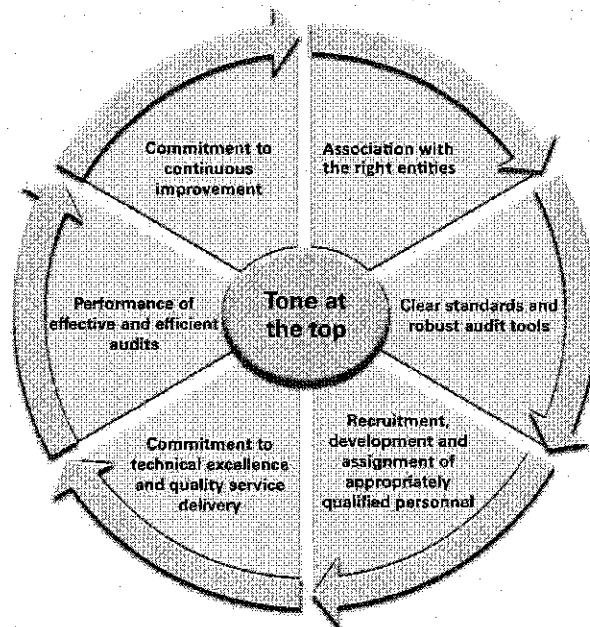 Commitment to
continuous
improvement
Association with
the right entities
Clear standards and
robust audit tools
Recruitment,
development and
assignment of
appropriately
qualified personnal
Commitment to
technical excellence
and quality service
delivery
Performance of
effective and efficient
audits
Tone at
the top